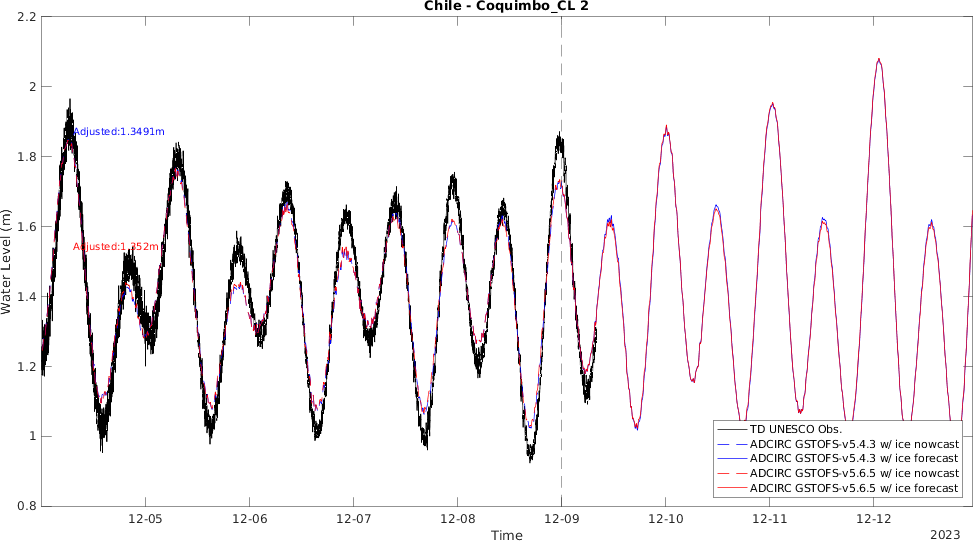 Chile - Coquimbo_CL 2
2.2
2
1.8
1.6
1.4
1.2
1
0.8
Water Level (m)
Adjusted:1.3491m
Adjusted:1.352m
TD UNESCO Obs.
ADCIRC GSTOFS-v5.4.3 w/ ice nowcast
ADCIRC GSTOFS-v5.4.3 w/ ice forecast
ADCIRC GSTOFS-v5.6.5 w/ ice nowcast
ADCIRC GSTOFS-v5.6.5 w/ ice forecast
12-05 12-06 12-07 12-08 12-09 12-10 12-11 12-12
Time
2023